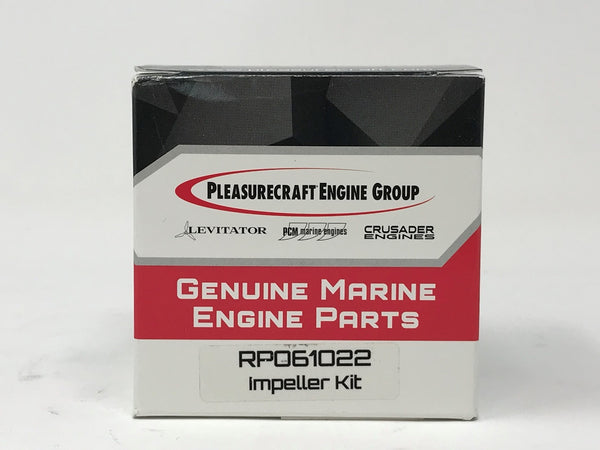 PLEASURECRAFT ENGINE GROUP
LEVITATOR
PCM marine engines
CRUSADER
ENGINES
GENUINE MARINE
ENGINE PARTS
RP061022
Impeller Kit